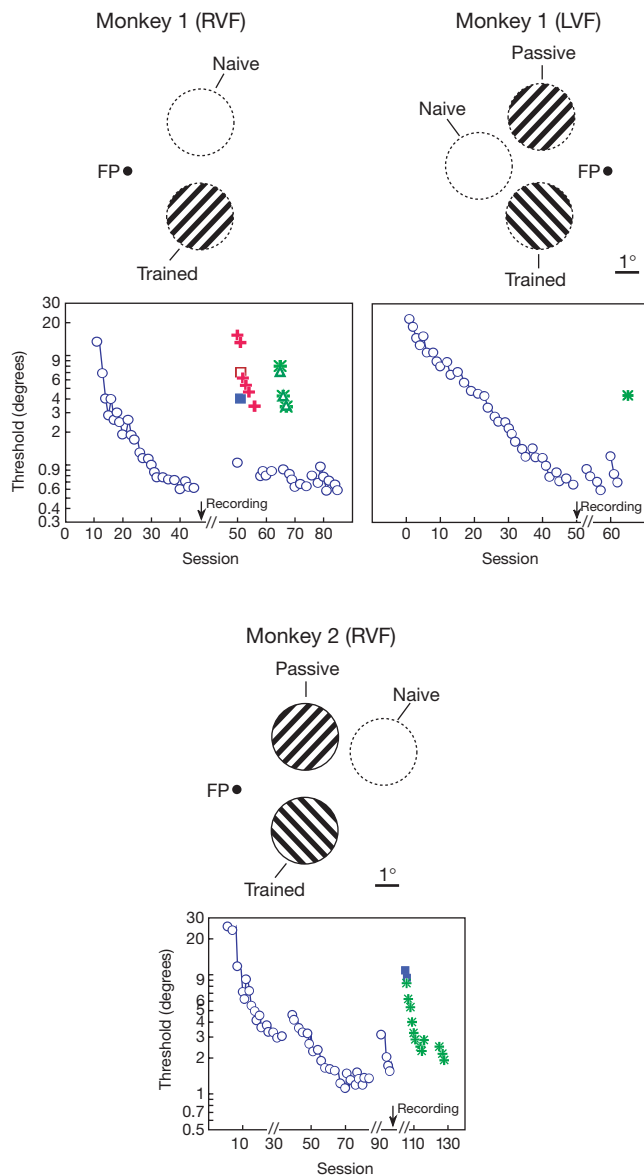 Monkey 1 (RVF)
Naive
FP
Trained
Monkey 1 (LVF)
Passive
Naive
FP
Trained
1°
Threshold (degrees)
30
20
9
6
4
2
0.9
0.6
0.4
0.3
Recording
0 10 20 30 40 50 60 70 80
Session
Recording
0 10 20 30 40 50 60
Session
Monkey 2 (RVF)
Passive
Naive
FP
Trained
1°
Threshold (degrees)
30
20
9
6
5
4
3
2
1
0.7
0.5
Recording
10 30 50 70 90 110 130
Session